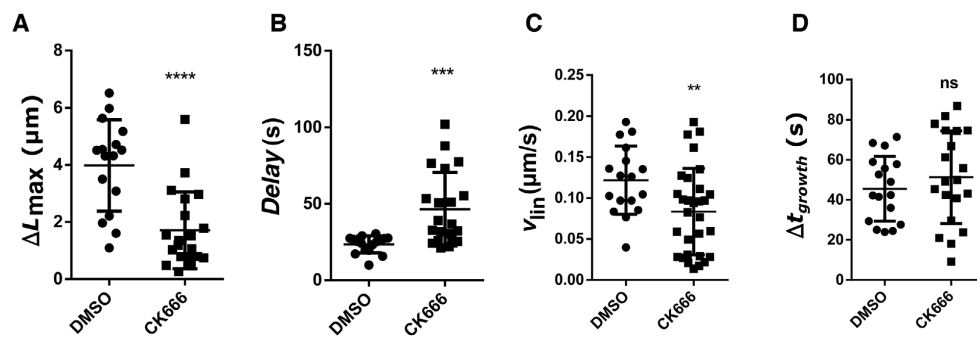 A
ΔLmax (µm)
8
6
4
2
0
****
DMSO
CK666
B
Delay (s)
150
100
50
0
***
DMSO
CK666
C
vlin (µm/s)
0.25
0.20
0.15
0.10
0.05
0.00
**
DMSO
CK666
D
Δtgrowth (s)
100
80
60
40
20
0
ns
DMSO
CK666